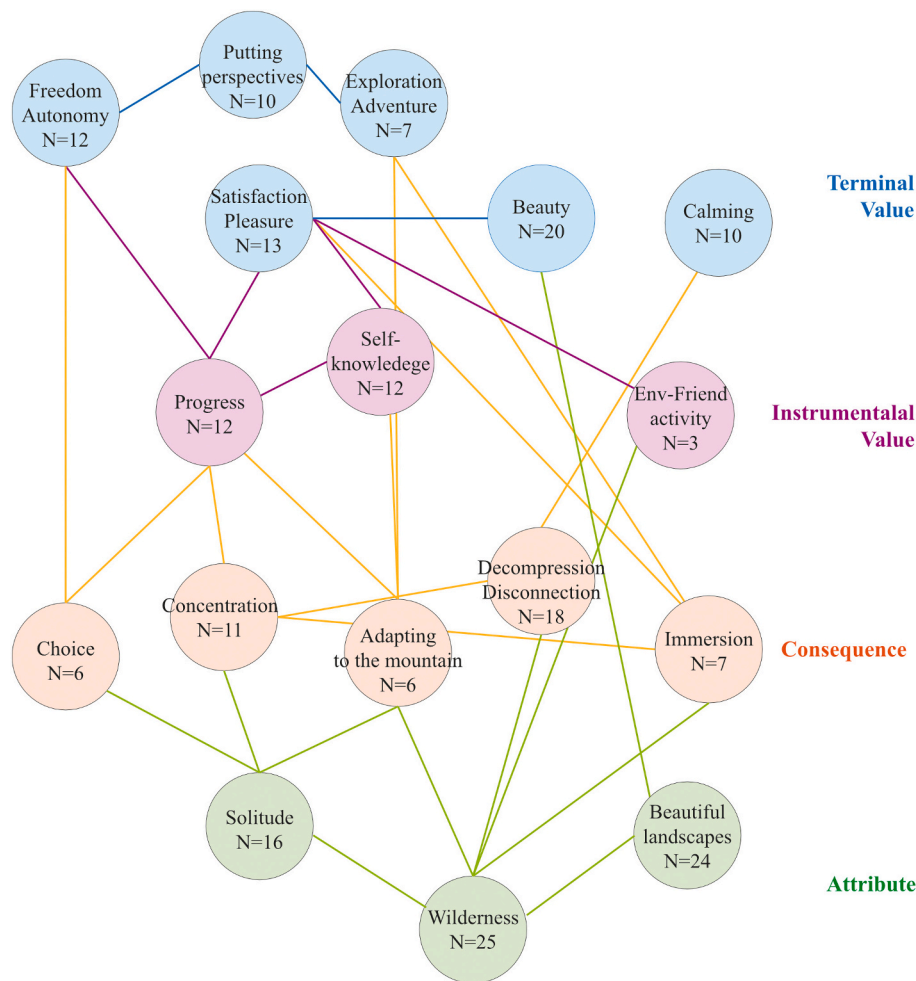 Putting
perspectives
N=10
Freedom
Autonomy
N=12
Exploration
Adventure
N=7
Satisfaction
Pleasure
N=13
Beauty
N=20
Calming
N=10
Terminal
Value
Self-
knowledege
N=12
Progress
N=12
Env-Friend
activity
N=3
Instrumentalal
Value
Decompression
Disconnection
N=18
Concentration
N=11
Choice
N=6
Adapting
to the mountain
N=6
Immersion
N=7
Consequence
Solitude
N=16
Beautiful
landscapes
N=24
Attribute
Wilderness
N=25